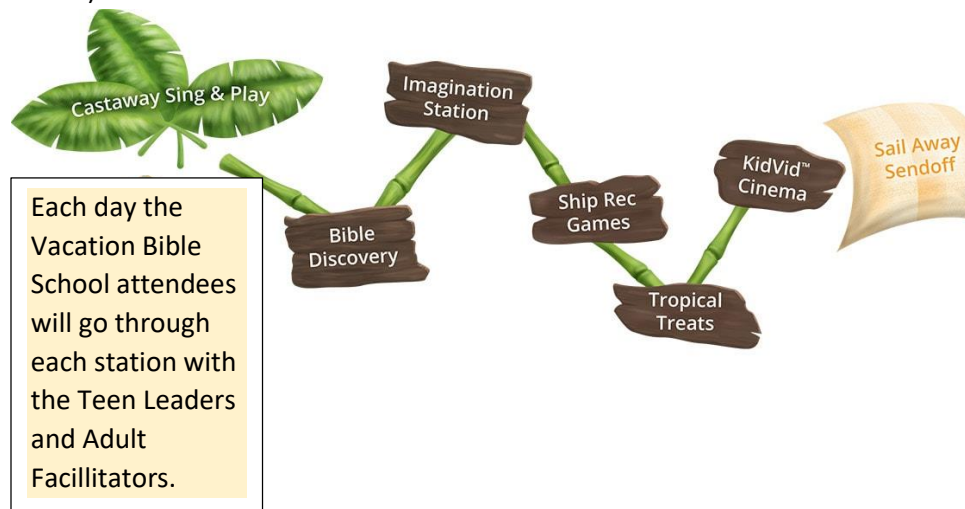 Castaway Sing & Play
Bible
Discovery
Imagination
Station
Ship Rec
Games
Tropical
Treats
KidVid™
Cinema
Sail Away
Sendoff
Each day the
Vacation Bible
School attendees
will go through
each station with
the Teen Leaders
and Adult
Facillitators.